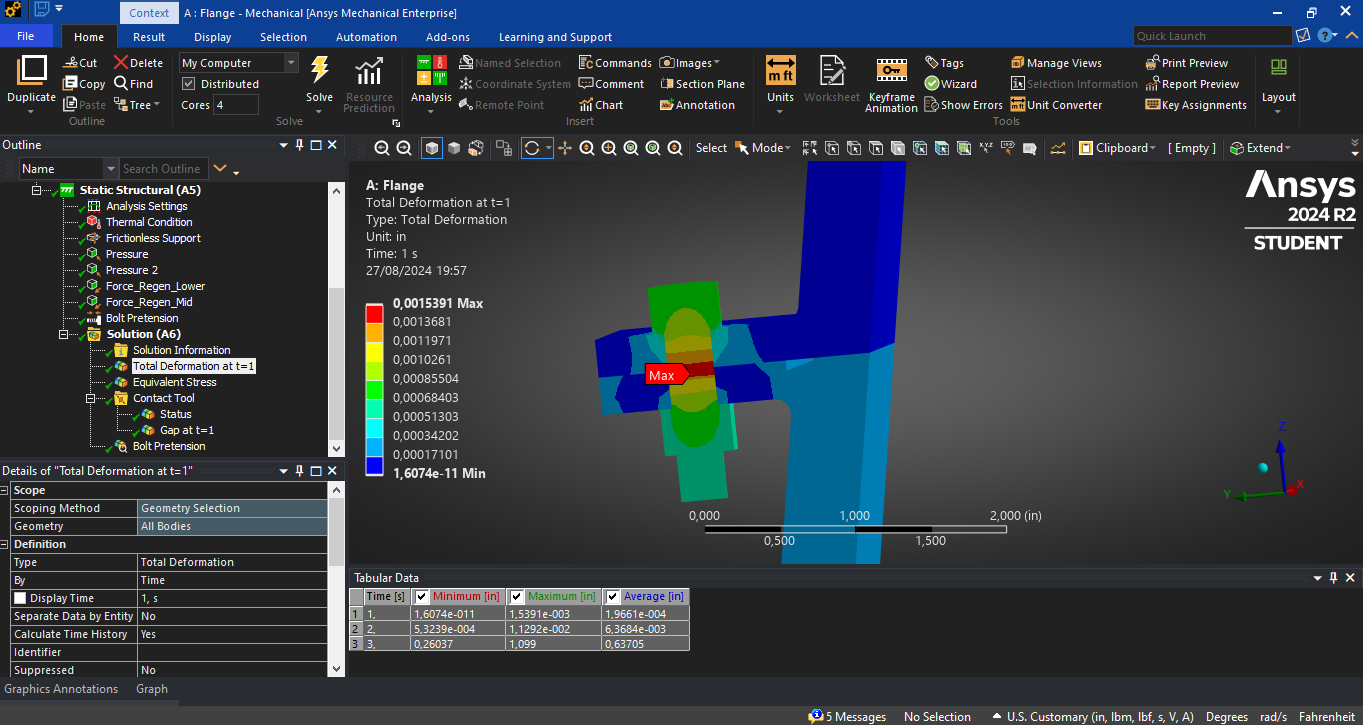 Context A : Flange - Mechanical [Ansys Mechanical Enterprise]
File Home Result Display Selection Automation Add-ons Learning and Support Quick Launch
Duplicate
Cut
Copy
Paste
Delete
Find
Tree
Outline
My Computer
Distributed
Cores 4
Solve
Resource
Prediction
Solve
Analysis
Named Selection
Coordinate System
Remote Point
Commands
Comment
Chart
Images
Section Plane
Annotation
Insert
m ft
Units
Worksheet
Keyframe
Animation
Tags
Wizard
Show Errors
Manage Views
Selection Information
Unit Converter
Print Preview
Report Preview
Key Assignments
Tools
Layout
Outline
Name Search Outline
Select Mode Clipboard [ Empty ] Extend
Static Structural (A5)
Analysis Settings
Thermal Condition
Frictionless Support
Pressure
Pressure 2
Force_Regen_Lower
Force_Regen_Mid
Bolt Pretension
Solution (A6)
Solution Information
Total Deformation at t=1
Equivalent Stress
Contact Tool
Status
Gap at t=1
Bolt Pretension
Details of "Total Deformation at t=1"
Scope
Scoping Method Geometry Selection
Geometry All Bodies
Definition
Type Total Deformation
By Time
Display Time 1, s
Separate Data by Entity No
Calculate Time History Yes
Identifier
Suppressed No
A: Flange
Total Deformation at t=1
Type: Total Deformation
Unit: in
Time: 1 s
27/08/2024 19:57
0,0015391 Max
0,0013681
0,0011971
0,0010261
0,00085504
0,00068403
0,00051303
0,00034202
0,00017101
1,6074e-11 Min
Max
Ansys
2024 R2
STUDENT
Z
Y
X
0,000 1,000 2,000 (in)
0,500 1,500
Tabular Data
Time [s] Minimum [in] Maximum [in] Average [in]
1 1, 1,6074e-011 1,5391e-003 1,9661e-004
2 2, 5,3239e-004 1,1292e-002 6,3684e-003
3 3, 0,26037 1,099 0,63705
Graphics Annotations Graph
5 Messages No Selection U.S. Customary (in, lbm, lbf, s, V, A) Degrees rad/s Fahrenheit